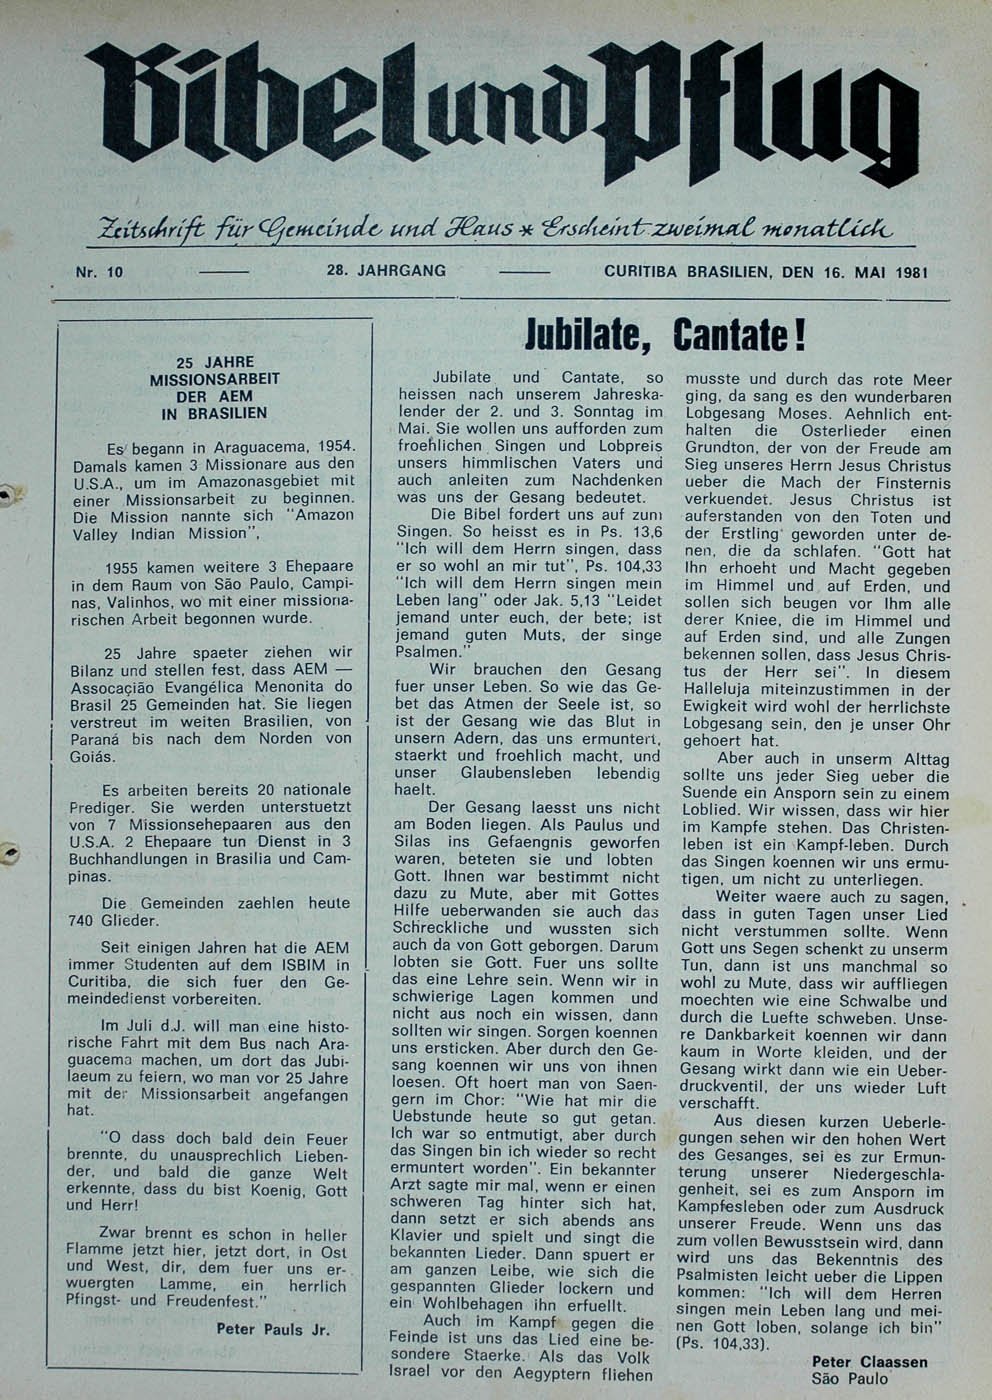 Bibel und Pflug
Zeitschrift für Gemeinde und Haus * Erscheint zweimal monatlich
Nr. 10 —— 28. JAHRGANG —— CURITIBA BRASILIEN, DEN 16. MAI 1981
25 JAHRE
MISSIONSARBEIT
DER AEM
IN BRASILIEN
Es begann in Araguacema, 1954.
Damals kamen 3 Missionare aus den
U.S.A., um im Amazonasgebiet mit
einer Missionsarbeit zu beginnen.
Die Mission nannte sich "Amazon
Valley Indian Mission",
1955 kamen weitere 3 Ehepaare
in dem Raum von São Paulo, Campi-
nas, Valinhos, wo mit einer missiona-
rischen Arbeit begonnen wurde.
25 Jahre spaeter ziehen wir
Bilanz und stellen fest, dass AEM —
Assocação Evangélica Menonita do
Brasil 25 Gemeinden hat. Sie liegen
verstreut im weiten Brasilien, von
Paraná bis nach dem Norden von
Goiás.
Es arbeiten bereits 20 nationale
Prediger. Sie werden unterstuetzt
von 7 Missionsehepaaren aus den
U.S.A. 2 Ehepaare tun Dienst in 3
Buchhandlungen in Brasilia und Cam-
pinas.
Die Gemeinden zaehlen heute
740 Glieder.
Seit einigen Jahren hat die AEM
immer Studenten auf dem ISBIM in
Curitiba, die sich fuer den Ge-
meindedienst vorbereiten.
Im Juli d.J. will man eine histo-
rische Fahrt mit dem Bus nach Ara-
guacema machen, um dort das Jubi-
laeum zu feiern, wo man vor 25 Jahre
mit der Missionsarbeit angefangen
hat.
"O dass doch bald dein Feuer
brennte, du unausprechlich Lieben-
der, und bald die ganze Welt
erkennte, dass du bist Koenig, Gott
und Herr!
Zwar brennt es schon in heller
Flamme jetzt hier, jetzt dort, in Ost
und West, dir, dem fuer uns er-
wuergten Lamme, ein herrlich
Pfingst- und Freudenfest."
Peter Pauls Jr.
Jubilate, Cantate!
Jubilate und Cantate, so
heissen nach unserem Jahreska-
lender der 2. und 3. Sonntag im
Mai. Sie wollen uns aufforden zum
froehlichen Singen und Lobpreis
unsers himmlischen Vaters und
auch anleiten zum Nachdenken
was uns der Gesang bedeutet.
Die Bibel fordert uns auf zum
Singen. So heisst es in Ps. 13,6
"Ich will dem Herrn singen, dass
er so wohl an mir tut", Ps. 104,33
"Ich will dem Herrn singen mein
Leben lang" oder Jak. 5,13 "Leidet
jemand unter euch, der bete; ist
jemand guten Muts, der singe
Psalmen."
Wir brauchen den Gesang
fuer unser Leben. So wie das Ge-
bet das Atmen der Seele ist, so
ist der Gesang wie das Blut in
unsern Adern, das uns ermuntert,
staerkt und froehlich macht, und
unser Glaubensleben lebendig
haelt.
Der Gesang laesst uns nicht
am Boden liegen. Als Paulus und
Silas ins Gefaengnis geworfen
waren, beteten sie und lobten
Gott. Ihnen war bestimmt nicht
dazu zu Mute, aber mit Gottes
Hilfe ueberwanden sie auch das
Schreckliche und wussten sich
auch da von Gott geborgen. Darum
lobten sie Gott. Fuer uns sollte
das eine Lehre sein. Wenn wir in
schwierige Lagen kommen und
nicht aus noch ein wissen, dann
sollten wir singen. Sorgen koennen
uns ersticken. Aber durch den Ge-
sang koennen wir uns von ihnen
loesen. Oft hoert man von Saen-
gern im Chor: "Wie hat mir die
Uebstunde heute so gut getan.
Ich war so entmutigt, aber durch
das Singen bin ich wieder so recht
ermuntert worden". Ein bekannter
Arzt sagte mir mal, wenn er einen
schweren Tag hinter sich hat,
dann setzt er sich abends ans
Klavier und spielt und singt die
bekannten Lieder. Dann spuert er
am ganzen Leibe, wie sich die
gespannten Glieder lockern und
ein Wohlbehagen ihn erfuellt.
Auch im Kampf gegen die
Feinde ist uns das Lied eine be-
sondere Staerke. Als das Volk
Israel vor den Aegyptern fliehen
musste und durch das rote Meer
ging, da sang es den wunderbaren
Lobgesang Moses. Aehnlich ent-
halten die Osterlieder einen
Grundton, der von der Freude am
Sieg unseres Herrn Jesus Christus
ueber die Mach der Finsternis
verkuendet. Jesus Christus ist
auferstanden von den Toten und
der Erstling geworden unter de-
nen, die da schlafen. "Gott hat
Ihn erhoeht und Macht gegeben
im Himmel und auf Erden, und
sollen sich beugen vor Ihm alle
derer Kniee, die im Himmel und
auf Erden sind, und alle Zungen
bekennen sollen, dass Jesus Chris-
tus der Herr sei". In diesem
Halleluja miteinzustimmen in der
Ewigkeit wird wohl der herrlichste
Lobgesang sein, den je unser Ohr
gehoert hat.
Aber auch in unserm Alttag
sollte uns jeder Sieg ueber die
Suende ein Ansporn sein zu einem
Loblied. Wir wissen, dass wir hier
im Kampfe stehen. Das Christen-
leben ist ein Kampf-leben. Durch
das Singen koennen wir uns ermu-
tigen, um nicht zu unterliegen.
Weiter waere auch zu sagen,
dass in guten Tagen unser Lied
nicht verstummen sollte. Wenn
Gott uns Segen schenkt zu unserm
Tun, dann ist uns manchmal so
wohl zu Mute, dass wir auffliegen
moechten wie eine Schwalbe und
durch die Luefte schweben. Unse-
re Dankbarkeit koennen wir dann
kaum in Worte kleiden, und der
Gesang wirkt dann wie ein Ueber-
druckventil, der uns wieder Luft
verschafft.
Aus diesen kurzen Ueberle-
gungen sehen wir den hohen Wert
des Gesanges, sei es zur Ermun-
terung unserer Niedergeschla-
genheit, sei es zum Ansporn im
Kampfesleben oder zum Ausdruck
unserer Freude. Wenn uns das
zum vollen Bewusstsein wird, dann
wird uns das Bekenntnis des
Psalmisten leicht ueber die Lippen
kommen: "Ich will dem Herren
singen mein Leben lang und mei-
nen Gott loben, solange ich bin"
(Ps. 104,33).
Peter Claassen
São Paulo